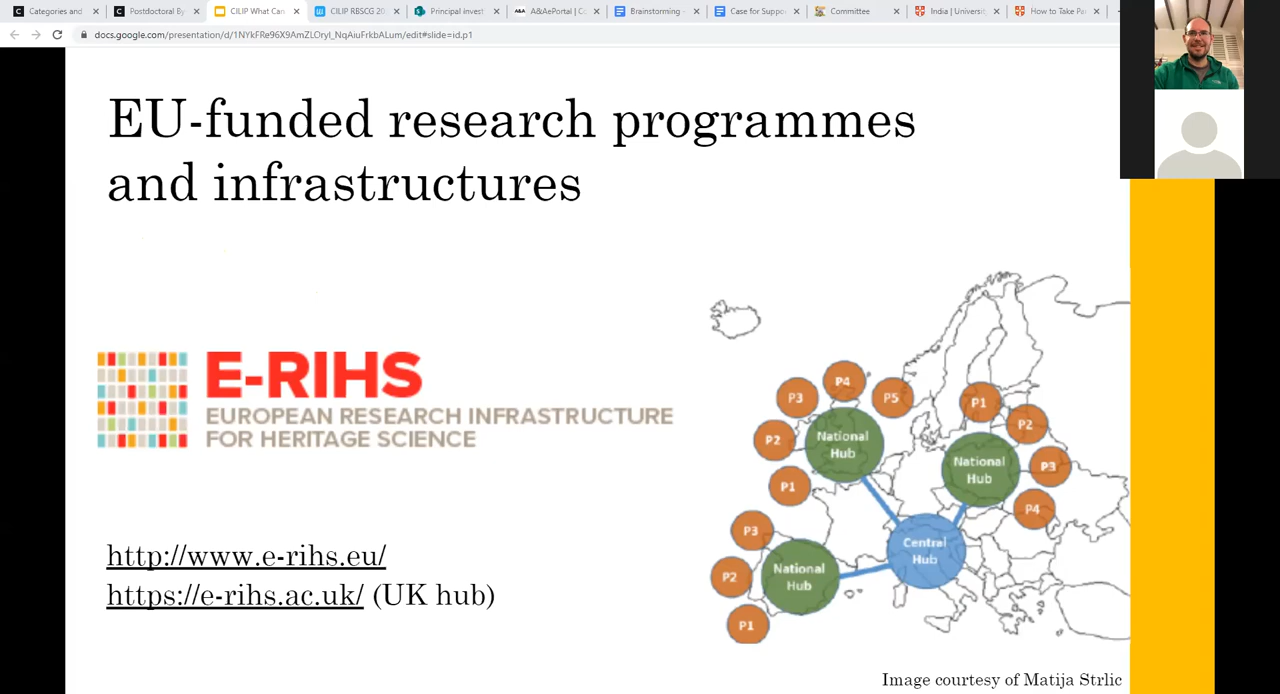 Categories and
Postdoctoral By
CILIP What Can
CILIP RBSCG 20
Principal invest
A&AePortal | C
Brainstorming -
Case for Suppo
Committee
India | Universit
How to Take Pa
docs.google.com/presentation/d/1NYkFRe96X9AmZLOryI_NqAiuFrkbALum/edit#slide=id.p1
EU-funded research programmes
and infrastructures
E-RIHS
EUROPEAN RESEARCH INFRASTRUCTURE
FOR HERITAGE SCIENCE
http://www.e-rihs.eu/
https://e-rihs.ac.uk/ (UK hub)
P4
P3
P5
P2
National
Hub
P1
P1
P2
National
Hub
P3
P4
P3
Central
Hub
P2
National
Hub
P1
Image courtesy of Matija Strlic